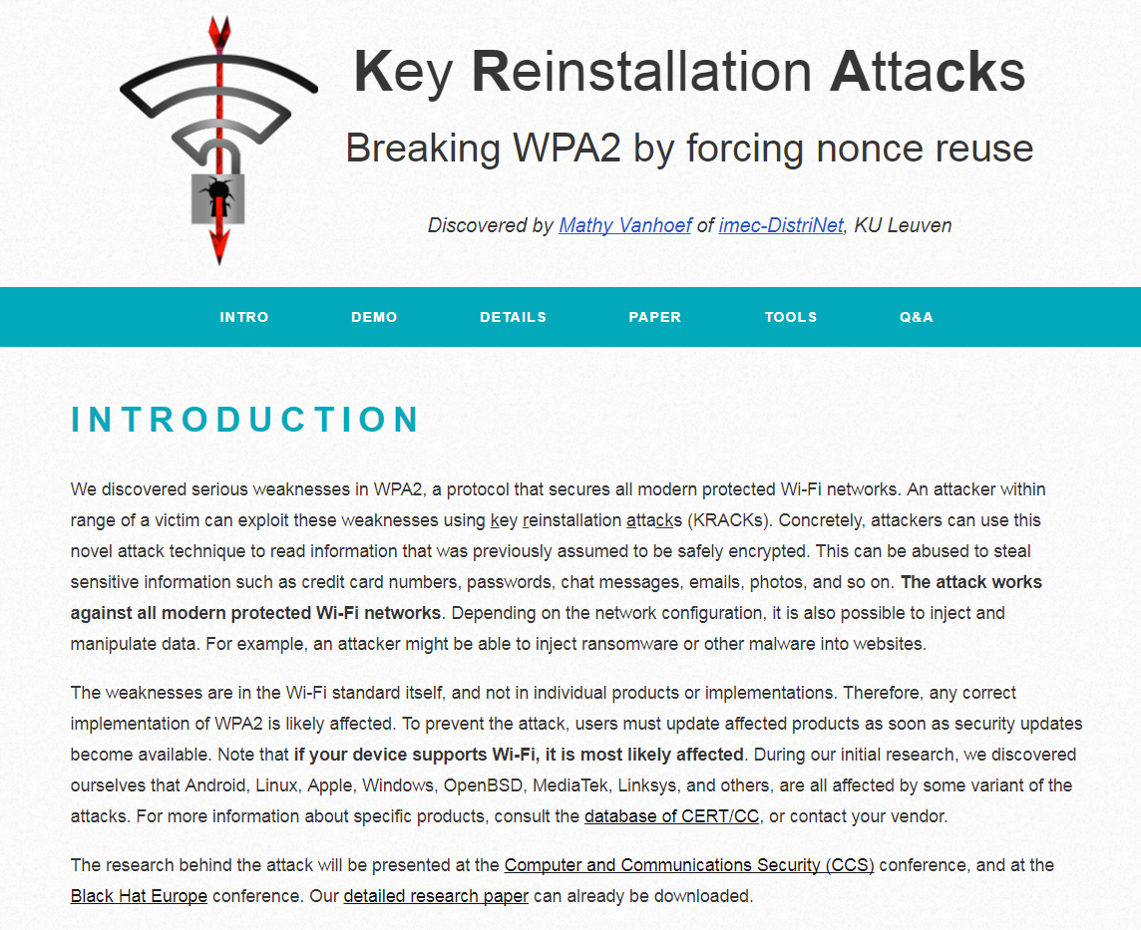 Key Reinstallation Attacks
Breaking WPA2 by forcing nonce reuse
Discovered by Mathy Vanhoef of imec-DistriNet, KU Leuven
INTRO DEMO DETAILS PAPER TOOLS Q&A
INTRODUCTION
We discovered serious weaknesses in WPA2, a protocol that secures all modern protected Wi-Fi networks. An attacker within
range of a victim can exploit these weaknesses using key reinstallation attacks (KRACKs). Concretely, attackers can use this
novel attack technique to read information that was previously assumed to be safely encrypted. This can be abused to steal
sensitive information such as credit card numbers, passwords, chat messages, emails, photos, and so on. The attack works
against all modern protected Wi-Fi networks. Depending on the network configuration, it is also possible to inject and
manipulate data. For example, an attacker might be able to inject ransomware or other malware into websites.
The weaknesses are in the Wi-Fi standard itself, and not in individual products or implementations. Therefore, any correct
implementation of WPA2 is likely affected. To prevent the attack, users must update affected products as soon as security updates
become available. Note that if your device supports Wi-Fi, it is most likely affected. During our initial research, we discovered
ourselves that Android, Linux, Apple, Windows, OpenBSD, MediaTek, Linksys, and others, are all affected by some variant of the
attacks. For more information about specific products, consult the database of CERT/CC, or contact your vendor.
The research behind the attack will be presented at the Computer and Communications Security (CCS) conference, and at the
Black Hat Europe conference. Our detailed research paper can already be downloaded.